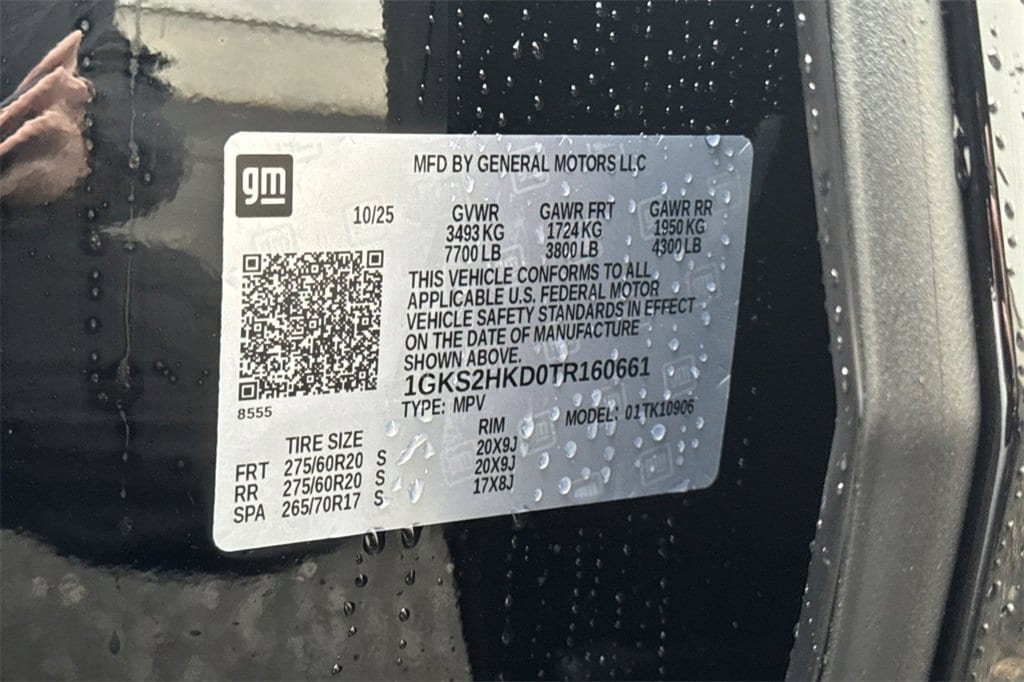 gm
MFD BY GENERAL MOTORS LLC
10/25
GVWR GAWR FRT GAWR RR
3493 KG 1724 KG 1950 KG
7700 LB 3800 LB 4300 LB
THIS VEHICLE CONFORMS TO ALL
APPLICABLE U.S. FEDERAL MOTOR
VEHICLE SAFETY STANDARDS IN EFFECT
ON THE DATE OF MANUFACTURE
SHOWN ABOVE.
1GKS2HKD0TR160661
8555
TYPE: MPV MODEL: 01TK10906
TIRE SIZE RIM
FRT 275/60R20 S 20X9J
RR 275/60R20 S 20X9J
SPA 265/70R17 S 17X8J